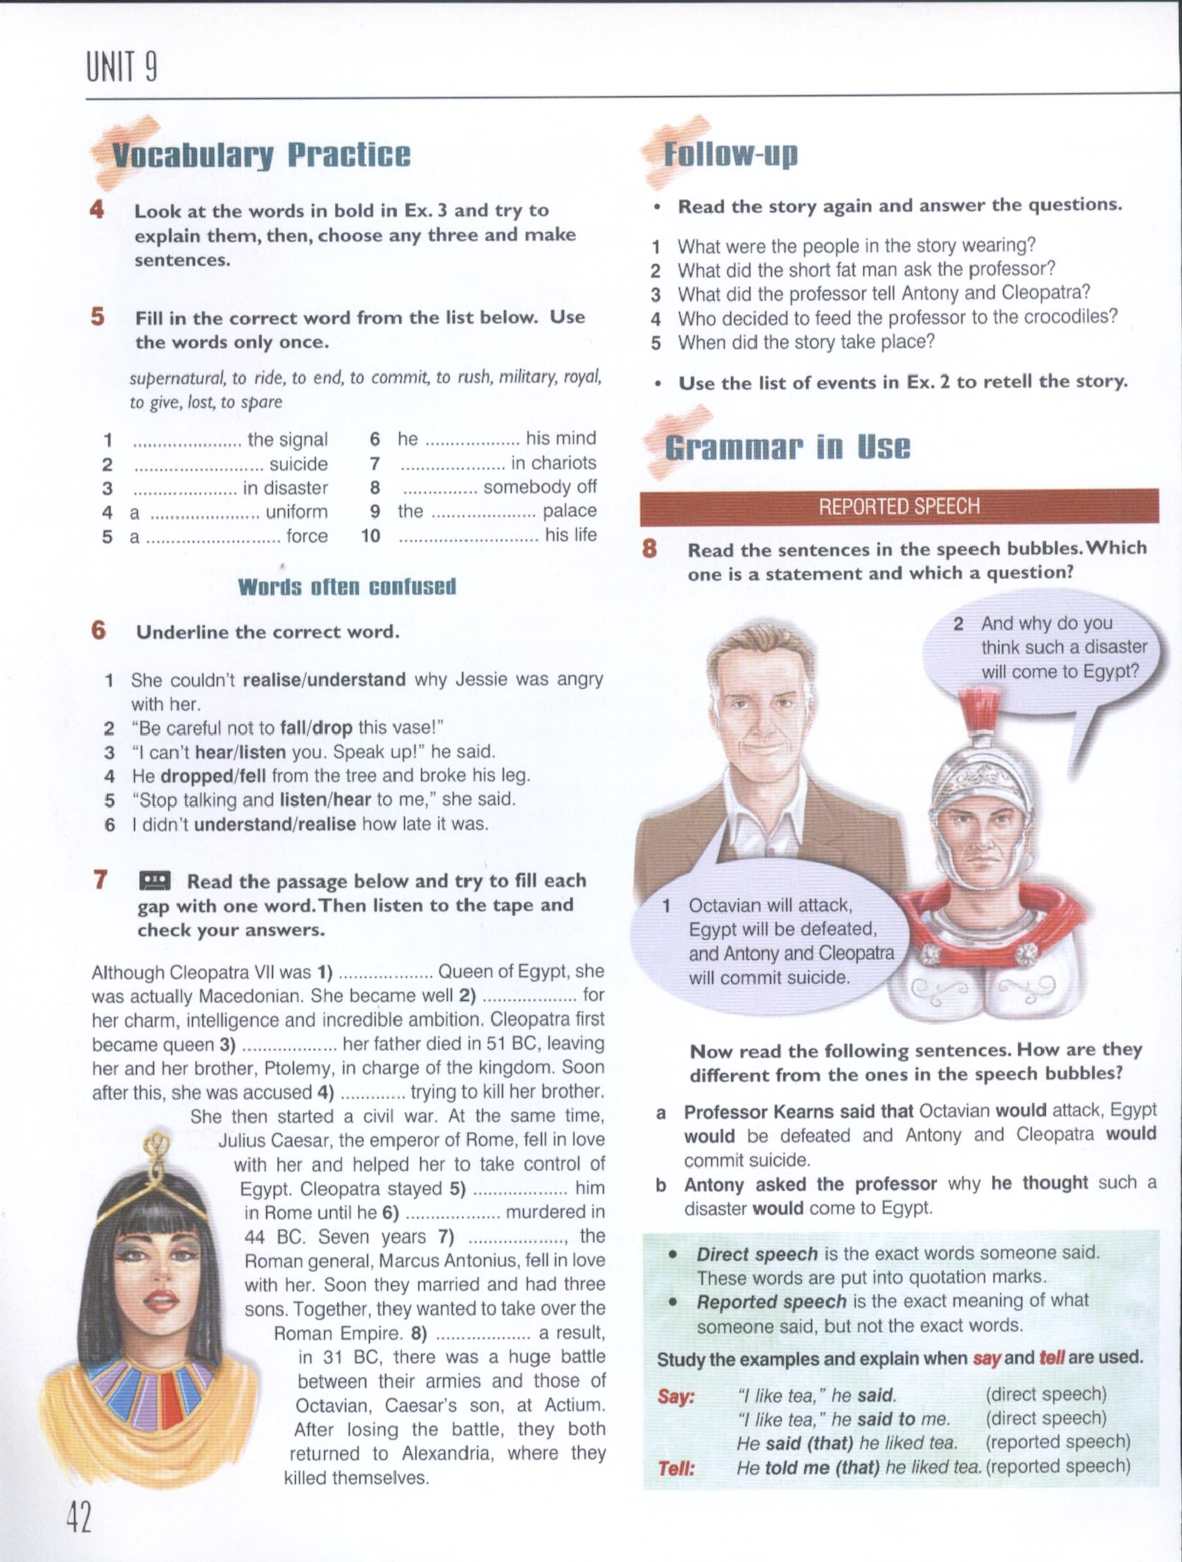 UNIT 9
Vocabulary Practice
4 Look at the words in bold in Ex. 3 and try to
explain them, then, choose any three and make
sentences.
5 Fill in the correct word from the list below. Use
the words only once.
supernatural, to ride, to end, to commit, to rush, military, royal,
to give, lost, to spare
1 ...................... the signal
2 .......................... suicide
3 ..................... in disaster
4 a ...................... uniform
5 a ........................... force
6 he ................... his mind
7 ..................... in chariots
8 ............... somebody off
9 the ..................... palace
10 ............................ his life
Words often confused
6 Underline the correct word.
1 She couldn't realise/understand why Jessie was angry
with her.
2 “Be careful not to fall/drop this vase!”
3 “I can't hear/listen you. Speak up!” he said.
4 He dropped/fell from the tree and broke his leg.
5 “Stop talking and listen/hear to me,” she said.
6 I didn't understand/realise how late it was.
7 Read the passage below and try to fill each
gap with one word. Then listen to the tape and
check your answers.
Although Cleopatra VII was 1) ................... Queen of Egypt, she
was actually Macedonian. She became well 2) ................... for
her charm, intelligence and incredible ambition. Cleopatra first
became queen 3) ................... her father died in 51 BC, leaving
her and her brother, Ptolemy, in charge of the kingdom. Soon
after this, she was accused 4) ............. trying to kill her brother.
She then started a civil war. At the same time,
Julius Caesar, the emperor of Rome, fell in love
with her and helped her to take control of
Egypt. Cleopatra stayed 5) ................... him
in Rome until he 6) ................... murdered in
44 BC. Seven years 7) ..................., the
Roman general, Marcus Antonius, fell in love
with her. Soon they married and had three
sons. Together, they wanted to take over the
Roman Empire. 8) ................... a result,
in 31 BC, there was a huge battle
between their armies and those of
Octavian, Caesar's son, at Actium.
After losing the battle, they both
returned to Alexandria, where they
killed themselves.
42
Follow-up
• Read the story again and answer the questions.
1 What were the people in the story wearing?
2 What did the short fat man ask the professor?
3 What did the professor tell Antony and Cleopatra?
4 Who decided to feed the professor to the crocodiles?
5 When did the story take place?
• Use the list of events in Ex. 2 to retell the story.
Grammar in Use
REPORTED SPEECH
8 Read the sentences in the speech bubbles. Which
one is a statement and which a question?
2 And why do you
think such a disaster
will come to Egypt?
1 Octavian will attack,
Egypt will be defeated,
and Antony and Cleopatra
will commit suicide.
Now read the following sentences. How are they
different from the ones in the speech bubbles?
a Professor Kearns said that Octavian would attack, Egypt
would be defeated and Antony and Cleopatra would
commit suicide.
b Antony asked the professor why he thought such a
disaster would come to Egypt.
• Direct speech is the exact words someone said.
These words are put into quotation marks.
• Reported speech is the exact meaning of what
someone said, but not the exact words.
Study the examples and explain when say and tell are used.
Say: “I like tea,” he said. (direct speech)
“I like tea,” he said to me. (direct speech)
He said (that) he liked tea. (reported speech)
Tell: He told me (that) he liked tea. (reported speech)